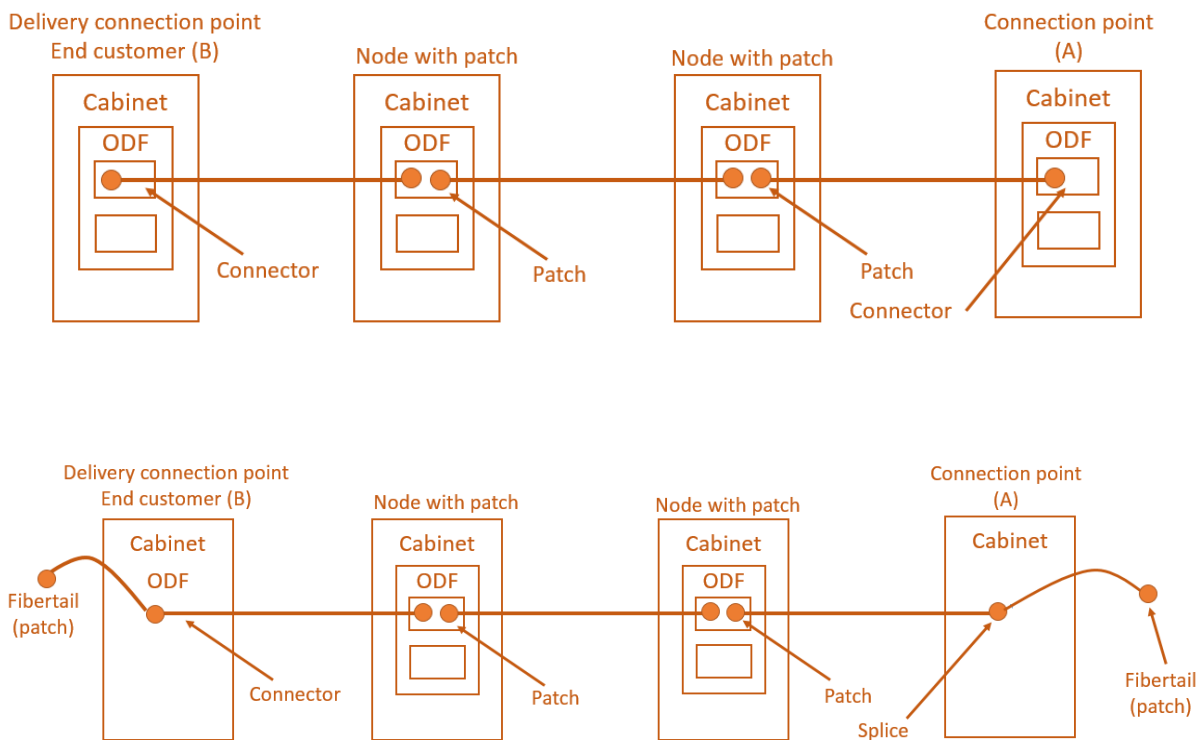 Delivery connection point
End customer (B)
Node with patch
Node with patch
Connection point
(A)
Cabinet
Cabinet
Cabinet
Cabinet
ODF
ODF
ODF
ODF
Connector
Patch
Patch
Connector
Delivery connection point
End customer (B)
Node with patch
Node with patch
Connection point
(A)
Cabinet
Cabinet
Cabinet
Cabinet
ODF
ODF
ODF
Fibertail
(patch)
Connector
Patch
Patch
Splice
Fibertail
(patch)